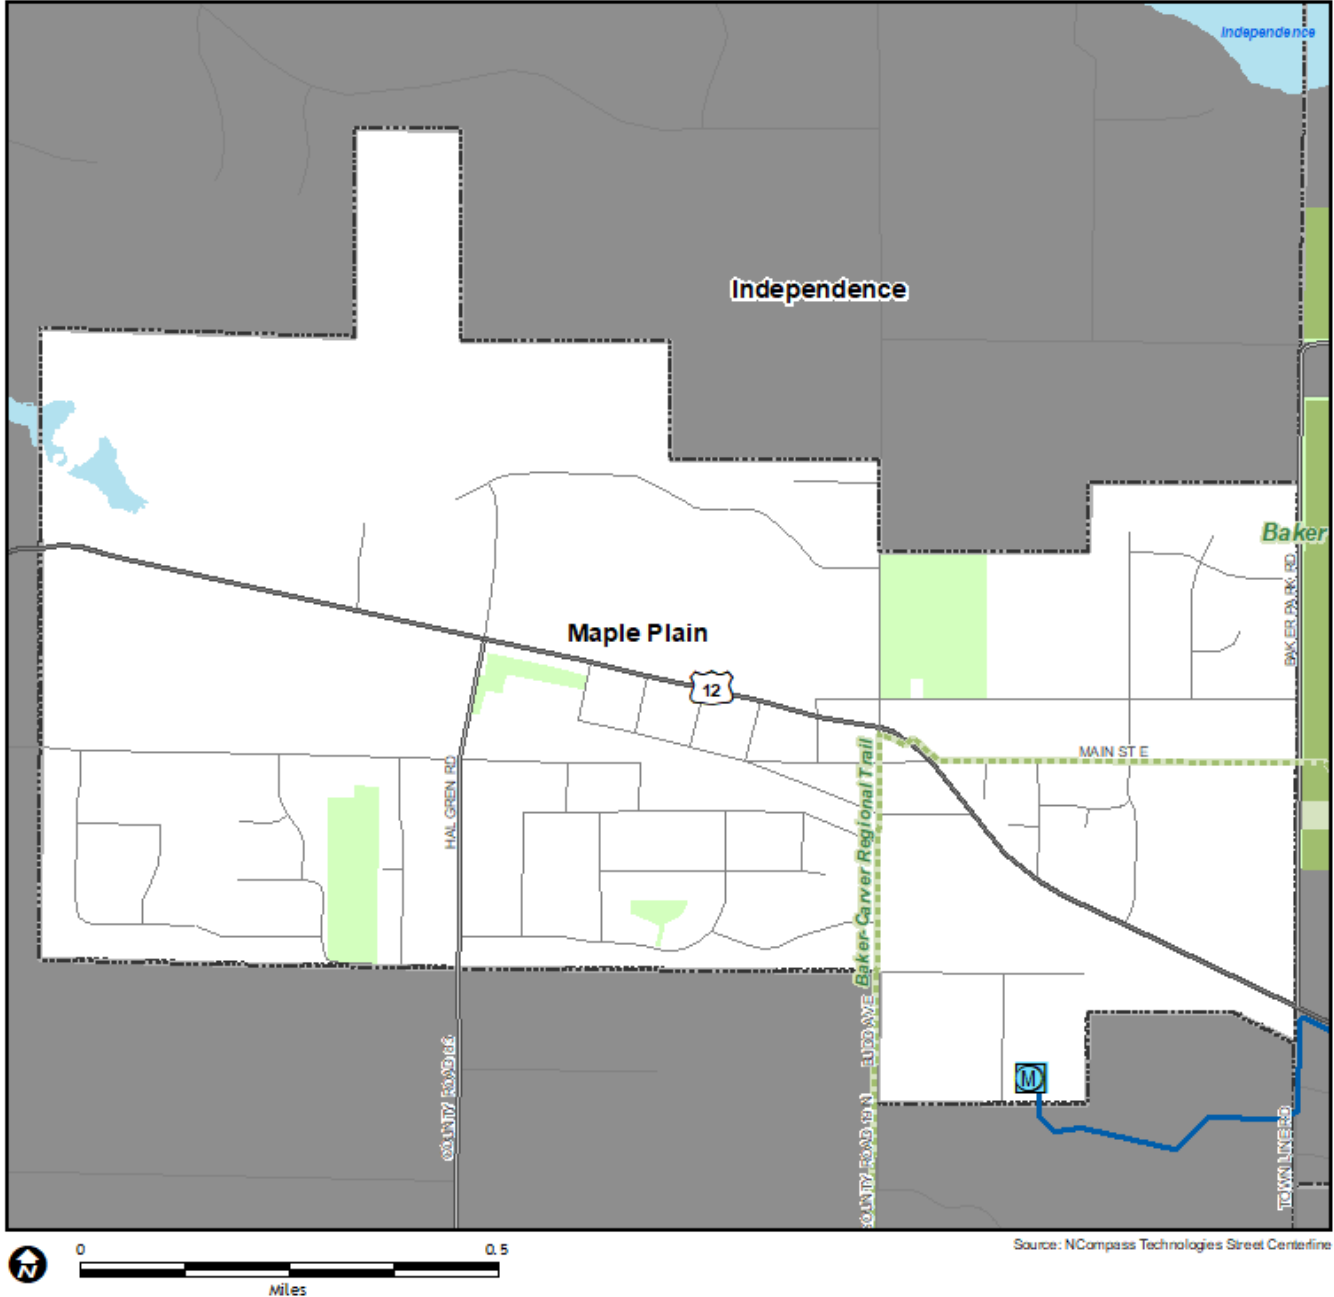 Independence
Independence
Baker
BAKER PARK RD
Maple Plain
12
MAIN ST E
HALGREN RD
Baker-Carver Regional Trail
BUDD AVE
COUNTY ROAD 83
OUNTY ROAD 19 N
M
TOWN LINE RD
N
0
0.5
Miles
Source: NCompass Technologies Street Centerline